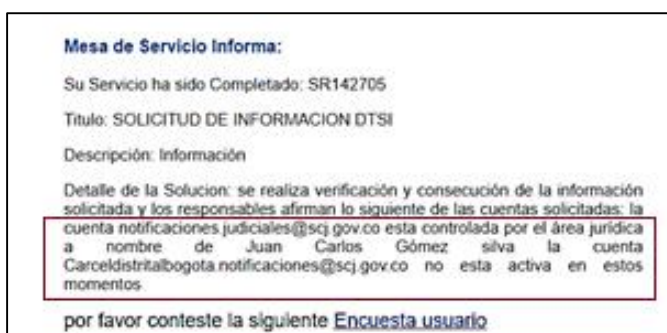 Mesa de Servicio Informa:
Su Servicio ha sido Completado: SR142705
Titulo: SOLICITUD DE INFORMACION DTSI
Descripción: Información
Detalle de la Solucion: se realiza verificación y consecución de la información
solicitada y los responsables afirman lo siguiente de las cuentas solicitadas: la
cuenta notificaciones.judiciales@scj.gov.co esta controlada por el área jurídica
a nombre de Juan Carlos Gómez silva la cuenta
Carceldistritalbogota.notificaciones@scj.gov.co no esta activa en estos
momentos
por favor conteste la siguiente Encuesta usuario